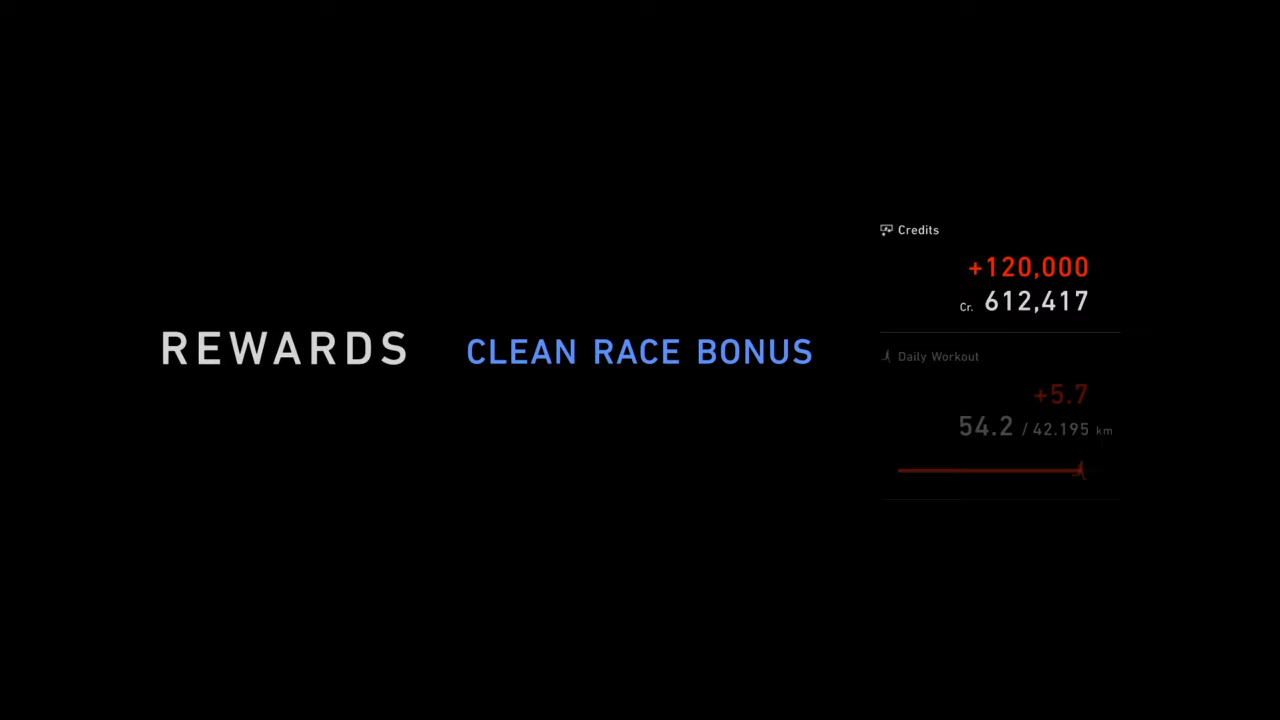 REWARDS
CLEAN RACE BONUS
Credits
+120,000
Cr. 612,417
Daily Workout
+5.7
54.2 / 42.195 km